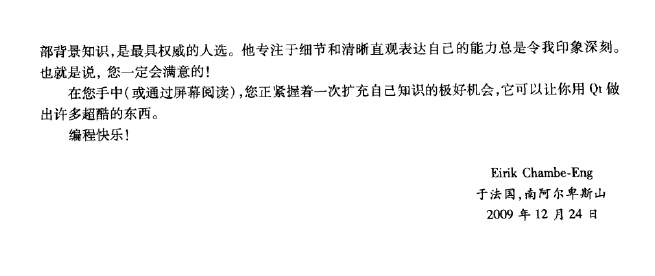 部背景知识,是最具权威的人选。他专注于细节和清晰直观表达自己的能力总是令我印象深刻。
也就是说,您一定会满意的!
在您手中(或通过屏幕阅读),您正紧握着一次扩充自己知识的极好机会,它可以让你用 Qt 做
出许多超酷的东西。
编程快乐!
Eirik Chambe-Eng
于法国,南阿尔卑斯山
2009 年 12 月 24 日